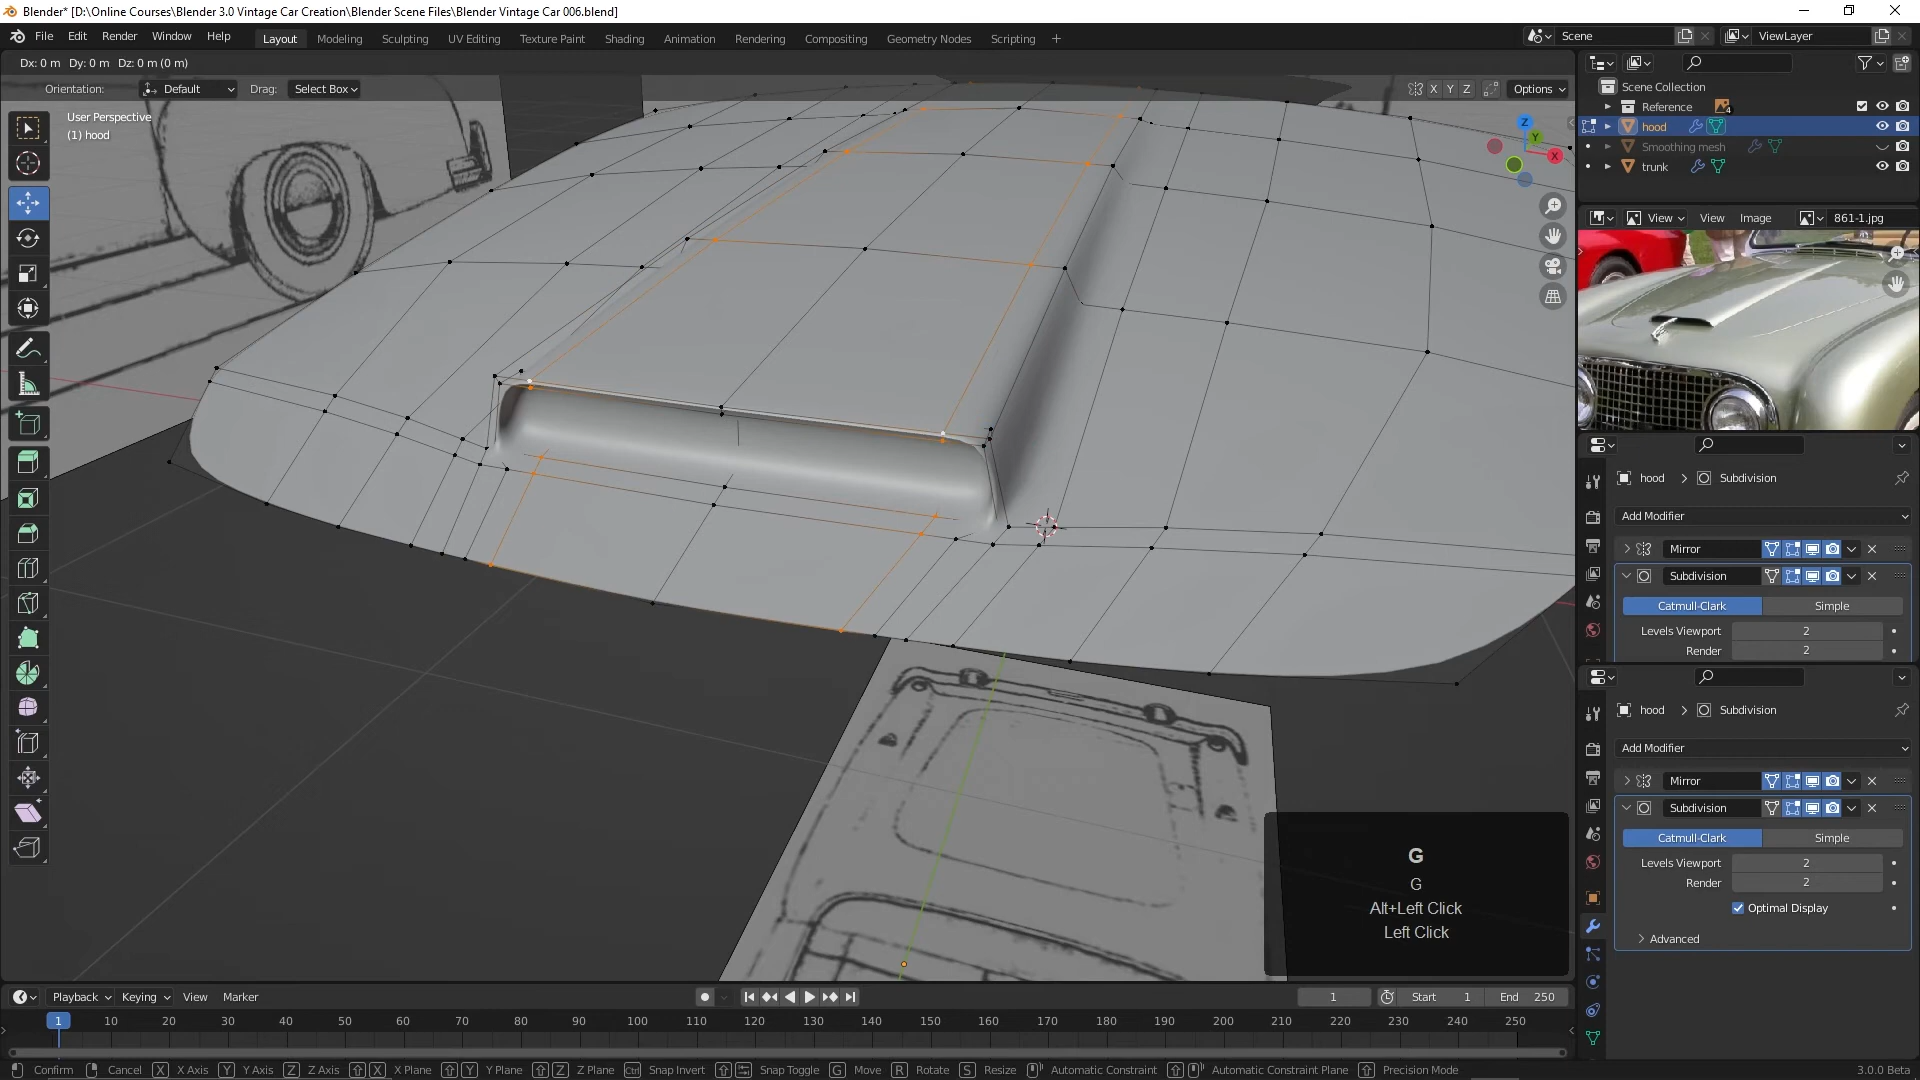 Blender* [D:\Online Courses\Blender 3.0 Vintage Car Creation\Blender Scene Files\Blender Vintage Car 006.blend]
File Edit Render Window Help Layout Modeling Sculpting UV Editing Texture Paint Shading Animation Rendering Compositing Geometry Nodes Scripting + Scene ViewLayer
Dx: 0 m Dy: 0 m Dz: 0 m (0 m)
Orientation: Default Drag: Select Box X Y Z Options
User Perspective
(1) hood
Z
Y
X
Scene Collection
Reference 4
hood
Smoothing mesh
trunk
View View Image 861-1.jpg
hood > Subdivision
Add Modifier
Mirror
Subdivision
Catmull-Clark Simple
Levels Viewport 2
Render 2
hood > Subdivision
Add Modifier
Mirror
Subdivision
Catmull-Clark Simple
Levels Viewport 2
Render 2
Optimal Display
Advanced
G
G
Alt+Left Click
Left Click
Playback Keying View Marker 1 Start 1 End 250
1 10 20 30 40 50 60 70 80 90 100 110 120 130 140 150 160 170 180 190 200 210 220 230 240 250
Confirm Cancel X X Axis Y Y Axis Z Z Axis X X Plane Y Y Plane Z Z Plane Ctrl Snap Invert Snap Toggle G Move R Rotate S Resize Automatic Constraint Automatic Constraint Plane Precision Mode 3.0.0 Beta